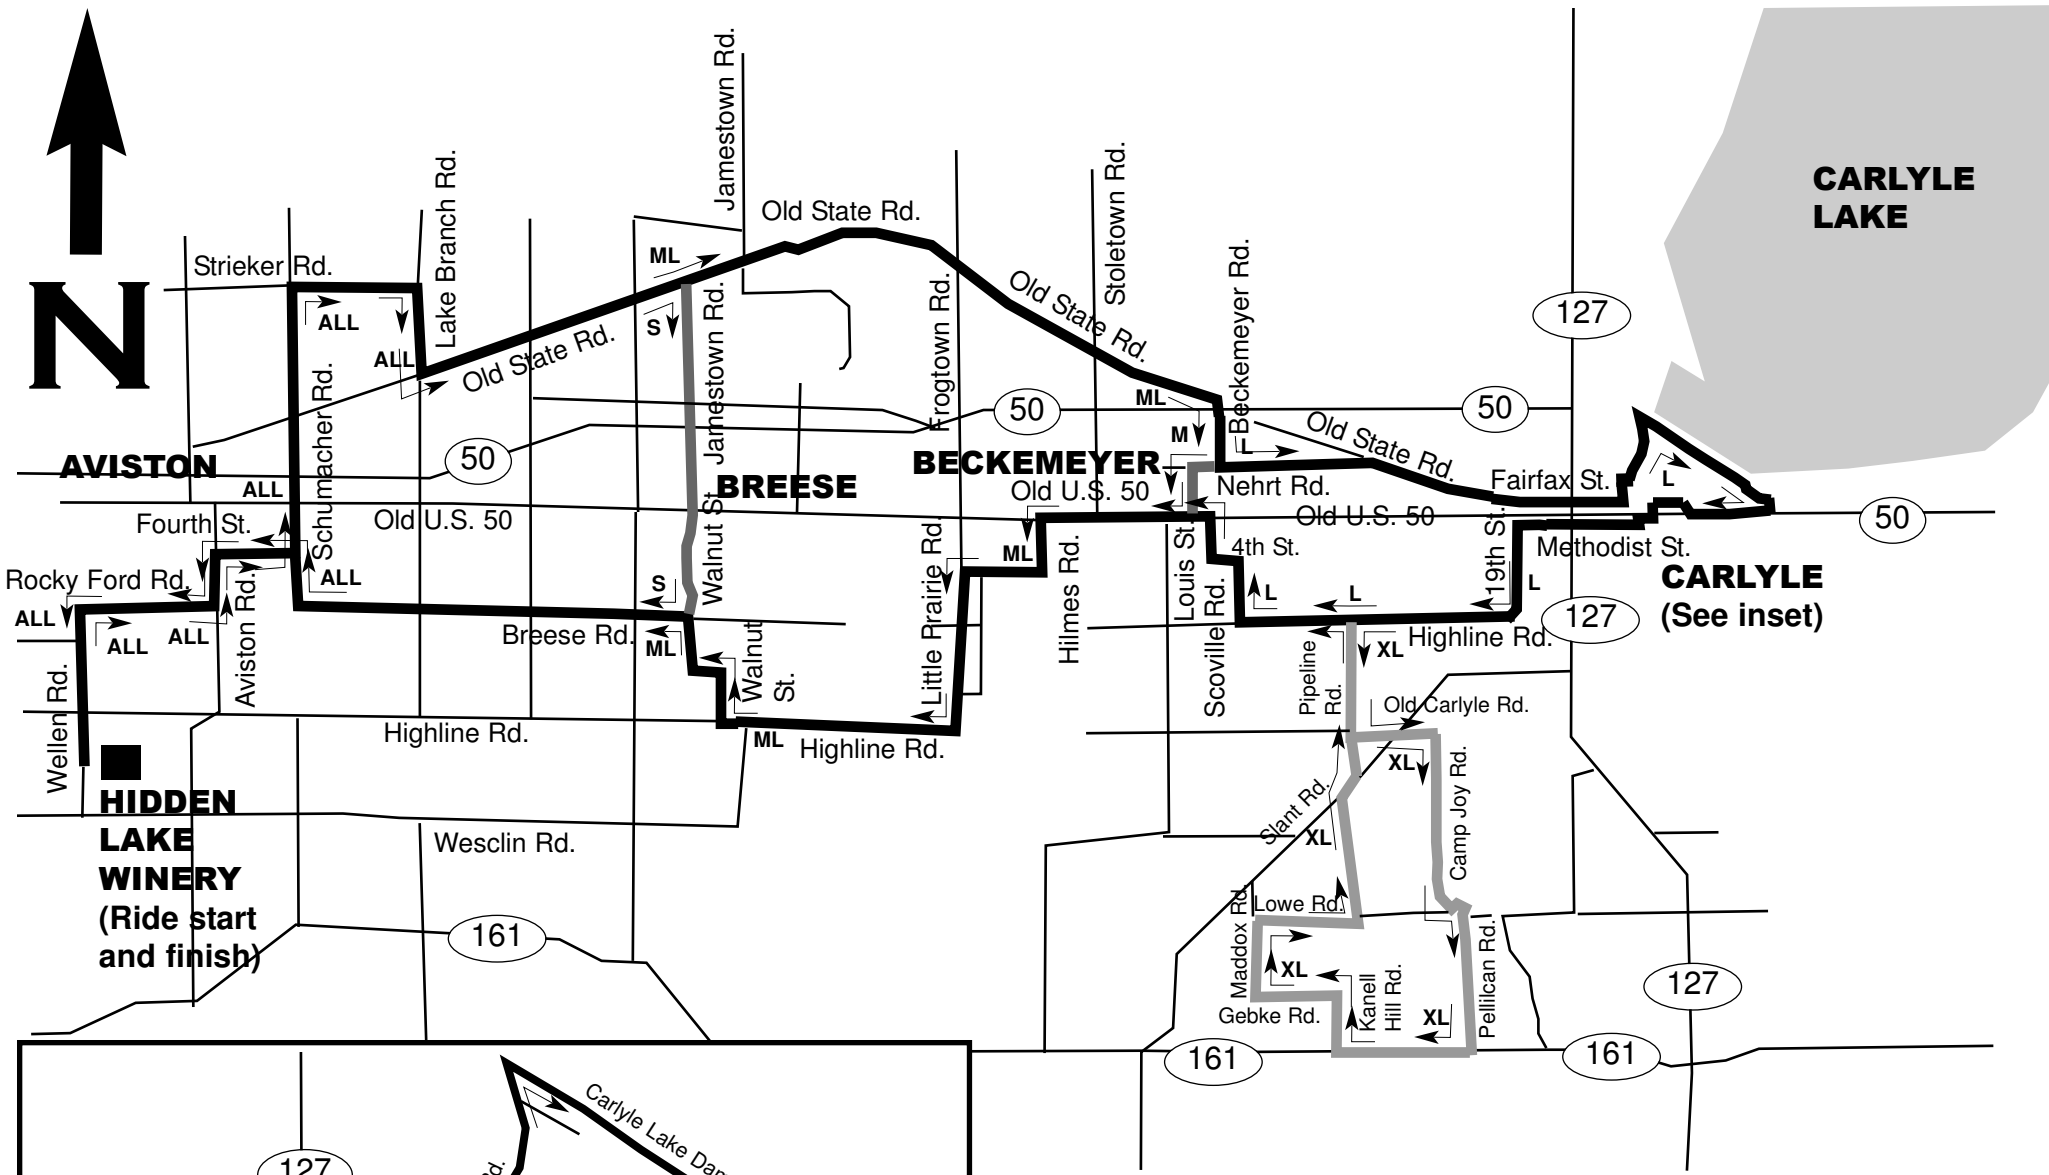 N
Jamestown Rd.
Old State Rd.
Lake Branch Rd.
Stoletown Rd.
CARLYLE
LAKE
Strieker Rd.
ML
Old State Rd.
Beckemeyer Rd.
127
ALL
S
Jamestown Rd.
Frogtown Rd.
ALL
Old State Rd.
ML
50
50
Old State Rd.
Schumacher Rd.
M
L
AVISTON
50
BREESE
BECKEMEYER
Nehrt Rd.
Fairfax St.
L
ALL
Old U.S. 50
Old U.S. 50
Old U.S. 50
50
Fourth St.
Walnut St.
ML
4th St.
19th St.
Methodist St.
Rocky Ford Rd.
ALL
S
Little Prairie Rd.
Hilmes Rd.
Louis St.
L
L
L
CARLYLE
(See inset)
ALL
ALL
ALL
Aviston Rd.
Breese Rd.
ML
Walnut
St.
Scoville Rd.
Highline Rd.
127
XL
Pipeline
Rd.
Wellen Rd.
Highline Rd.
ML
Highline Rd.
Old Carlyle Rd.
XL
Camp Joy Rd.
HIDDEN
LAKE
WINERY
(Ride start
and finish)
Wesclin Rd.
Slant Rd.
XL
Maddox Rd.
Lowe Rd.
161
XL
Kanell
Hill Rd.
Pellilcan Rd.
127
Gebke Rd.
XL
161
161
Carlyle Lake Dam
127
Rd.